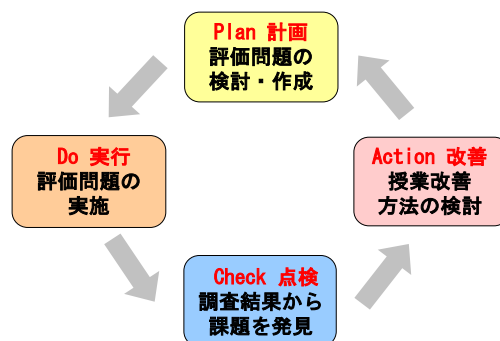 Plan 計画
評価問題の
検討・作成
Do 実行
評価問題の
実施
Check 点検
調査結果から
課題を発見
Action 改善
授業改善
方法の検討